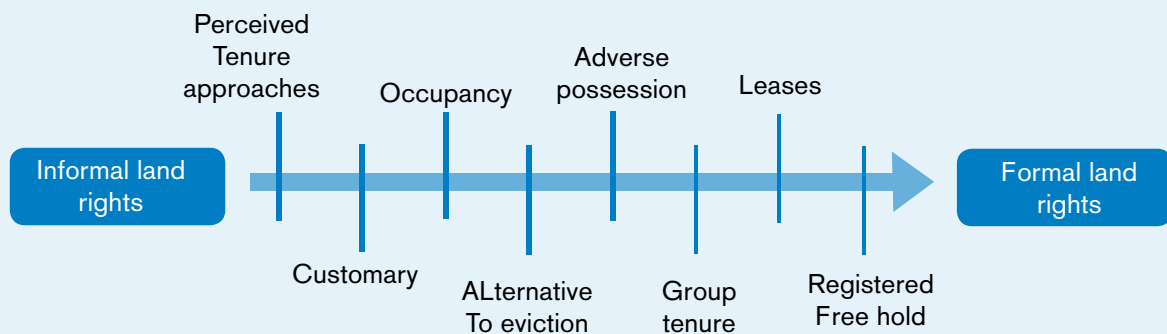 Perceived
Tenure
approaches
Occupancy
Adverse
possession
Leases
Informal land
rights
Formal land
rights
Customary
ALternative
To eviction
Group
tenure
Registered
Free hold